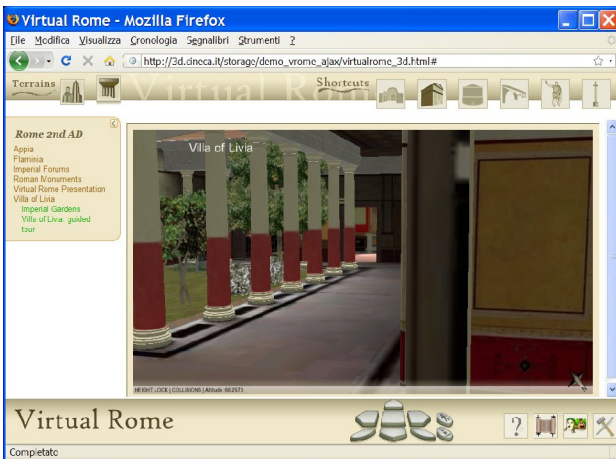 Virtual Rome - Mozilla Firefox
File Modifica Visualizza Cronologia Segnalibri Strumenti ?
http://3d.cineca.it/storage/demo_vrome_ajax/virtualrome_3d.html#
Terrains
Virtual Rome
Shortcuts
Rome 2nd AD
Appia
Flaminia
Imperial Forums
Roman Monuments
Virtual Rome Presentation
Villa of Livia
Imperial Gardens
Villa of Livia: guided
tour
Villa of Livia
HEIGHT LOCK | COLLISIONS | Altitude:
Virtual Rome
?
Completato